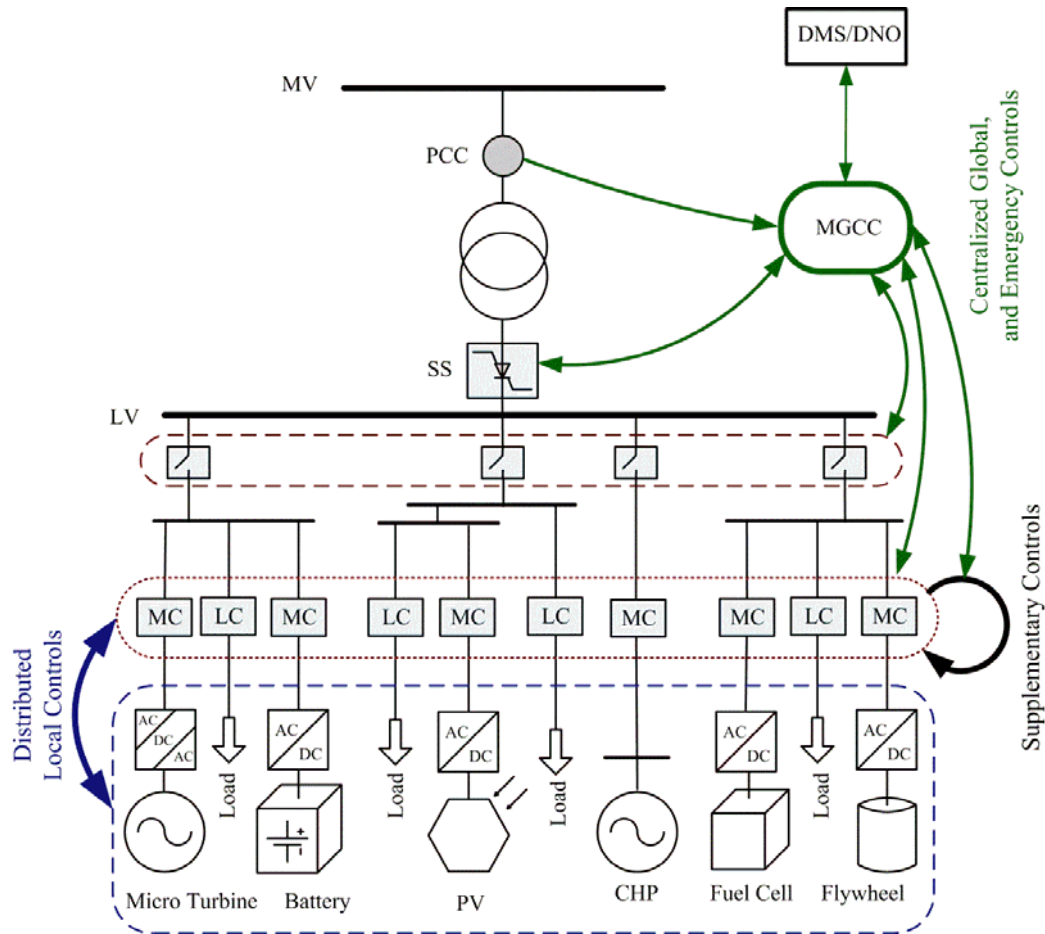 DMS/DNO
MV
PCC
Centralized Global,
and Emergency Controls
MGCC
SS
LV
MC
LC
MC
LC
MC
LC
MC
MC
LC
MC
Supplementary Controls
Distributed
Local Controls
AC
DC
AC
Load
AC
DC
Load
AC
DC
Load
AC
DC
Load
AC
DC
+
-
Micro Turbine
Battery
PV
CHP
Fuel Cell
Flywheel